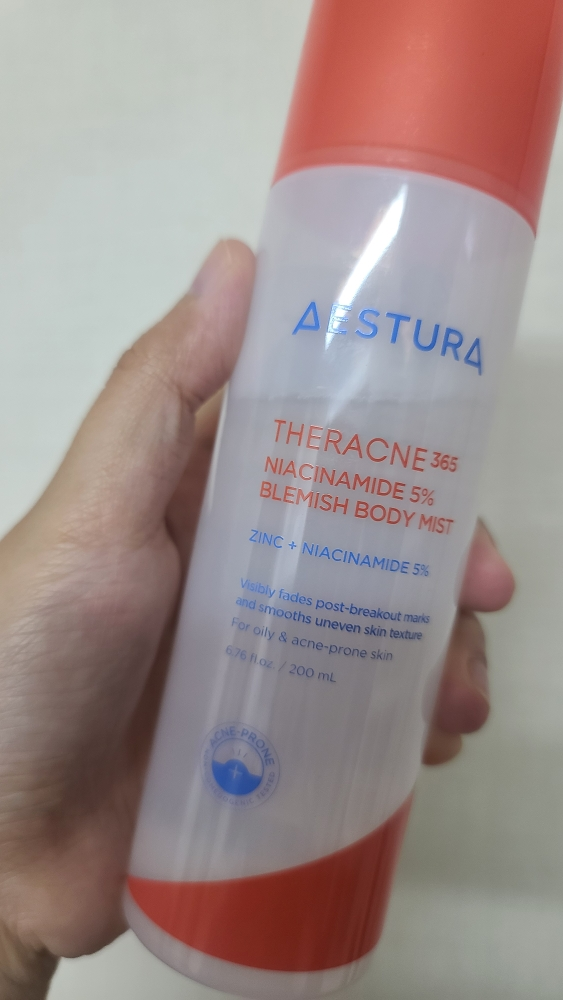 AESTURA
THERACNE 365
NIACINAMIDE 5%
BLEMISH BODY MIST
ZINC + NIACINAMIDE 5%
Visibly fades post-breakout marks
and smooths uneven skin texture
For oily & acne-prone skin
6.76 fl.oz. / 200 mL
ACNE-PRONE
TESTED